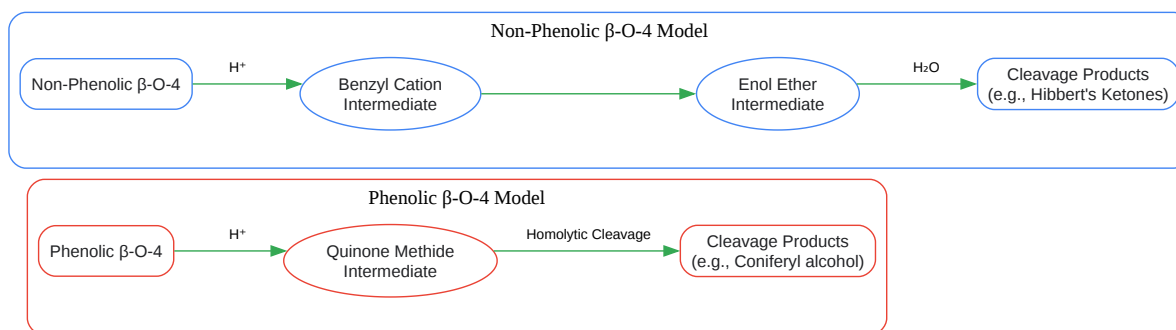 Non-Phenolic β-O-4 Model
Non-Phenolic β-O-4
H⁺
Benzyl Cation
Intermediate
Enol Ether
Intermediate
H₂O
Cleavage Products
(e.g., Hibbert's Ketones)
Phenolic β-O-4 Model
Phenolic β-O-4
H⁺
Quinone Methide
Intermediate
Homolytic Cleavage
Cleavage Products
(e.g., Coniferyl alcohol)